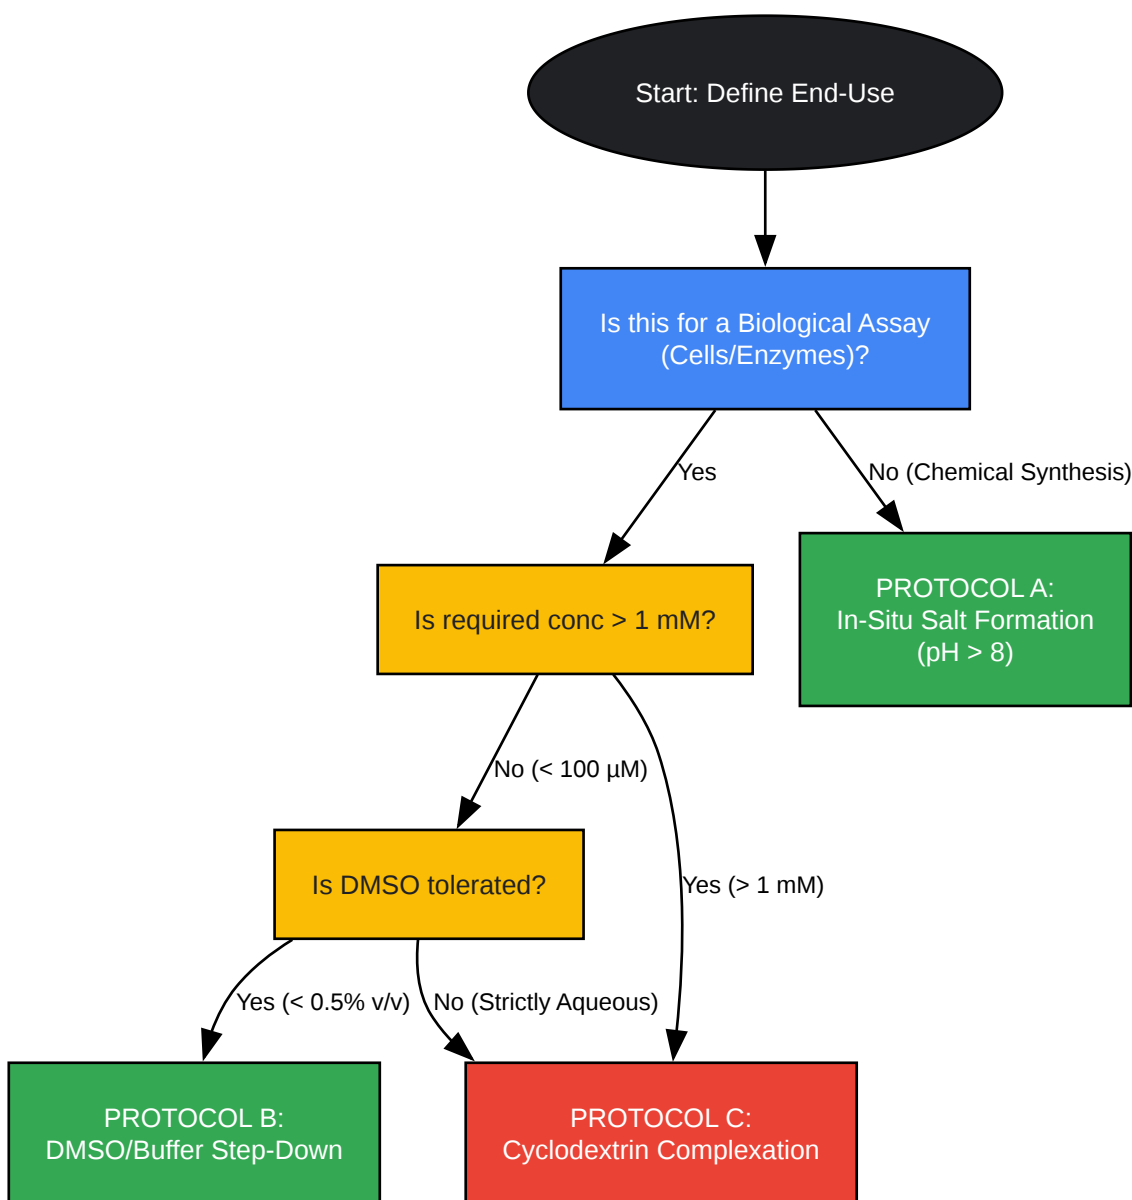 Start: Define End-Use
Is this for a Biological Assay
(Cells/Enzymes)?
Yes
No (Chemical Synthesis)
PROTOCOL A:
In-Situ Salt Formation
(pH > 8)
Is required conc > 1 mM?
No (< 100 µM)
Yes (> 1 mM)
Is DMSO tolerated?
Yes (< 0.5% v/v)
No (Strictly Aqueous)
PROTOCOL B:
DMSO/Buffer Step-Down
PROTOCOL C:
Cyclodextrin Complexation